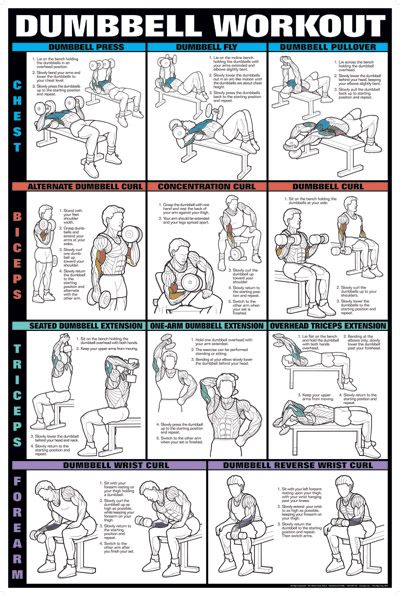 DUMBBELL WORKOUT
CHEST
DUMBBELL PRESS
1. Lie on the bench holding
the dumbbells in
extended position.
2. Slowly bend your arms and
lower the dumbbells
to your chest level.
3. Slowly press the dumbbells
up to the starting position
and repeat.
DUMBBELL FLY
1. Lie on the incline bench
holding the dumbbells with
your arms extended and
elbows slightly bent.
2. Slowly lower the dumbbells
out in an arc like motion until
the dumbbells are about chest
height.
3. Slowly press the dumbbells
back up to the starting
position and repeat.
DUMBBELL PULLOVER
1. Lie across the bench
holding the dumbbell
overhead.
2. Slowly lower the dumbbell
behind your head, keeping
elbows slightly bent.
3. Slowly pull the dumbbell
back up to starting position
and repeat.
BICEPS
ALTERNATE DUMBBELL CURL
1. Stand with
your feet
shoulder
width.
2. Grasp dumb-
bells and
extend your
arms at your
sides.
3. Slowly curl
one dumb-
bell up
toward your
shoulder.
4. Slowly return
the dumbbell
to the
starting
position and
repeat with
the other
arm.
CONCENTRATION CURL
1. Grasp the dumbbell with one
hand and rest the back of
your arm against your thigh.
2. Your arm should be extended
and your legs spread apart.
3. Slowly curl the
dumbbell up
toward your
shoulder.
4. Slowly return
to the starting
position and
repeat.
5. Switch to the
other arm
when your set
is finished.
DUMBBELL CURL
1. Sit on the bench holding the
dumbbells at your side.
2. Slowly curl the
dumbbells up
toward your
shoulders.
3. Slowly lower the
dumbbells to the
starting position
and repeat.
TRICEPS
SEATED DUMBBELL EXTENSION
1. Sit on the bench holding the
dumbbell overhead with both hands.
2. Keep your upper arms from moving.
3. Slowly lower the dumbbell
behind your head and neck.
4. Slowly return to the
starting position and repeat.
ONE-ARM DUMBBELL EXTENSION
1. Hold one dumbbell overhead with
your arm extended.
2. The exercise can be performed
standing or sitting.
3. Bending at your elbow slowly lower
the dumbbell behind your head.
4. Slowly press the dumbbell
up to the starting position
and repeat.
5. Switch to the other arm
when your set is finished.
OVERHEAD TRICEPS EXTENSION
1. Lie flat on the bench
and hold the dumbbell
with both hands
overhead.
2. Bending at the
elbows only, slowly
lower the dumbbell
past your forehead.
3. Keep your upper
arms from moving.
4. Slowly return to the
starting position
and repeat.
FOREARM
DUMBBELL WRIST CURL
1. Sit with your
forearm resting
on your thigh
holding a
dumbbell.
2. Slowly curl the
dumbbell up as
high as possible,
while keeping
your forearm on
your thigh.
3. Slowly return
to the starting
position and
repeat.
4. Switch to the
other arm after
you finish your set.
DUMBBELL REVERSE WRIST CURL
1. Sit with your left forearm
resting upon your thigh
with your wrist hanging
past your knees.
2. Slowly curl the
dumbbell up as
high as possible
keeping your
forearm on your
thigh.
3. Slowly return
the dumbbell to
the starting position
and repeat.
Then switch arms.